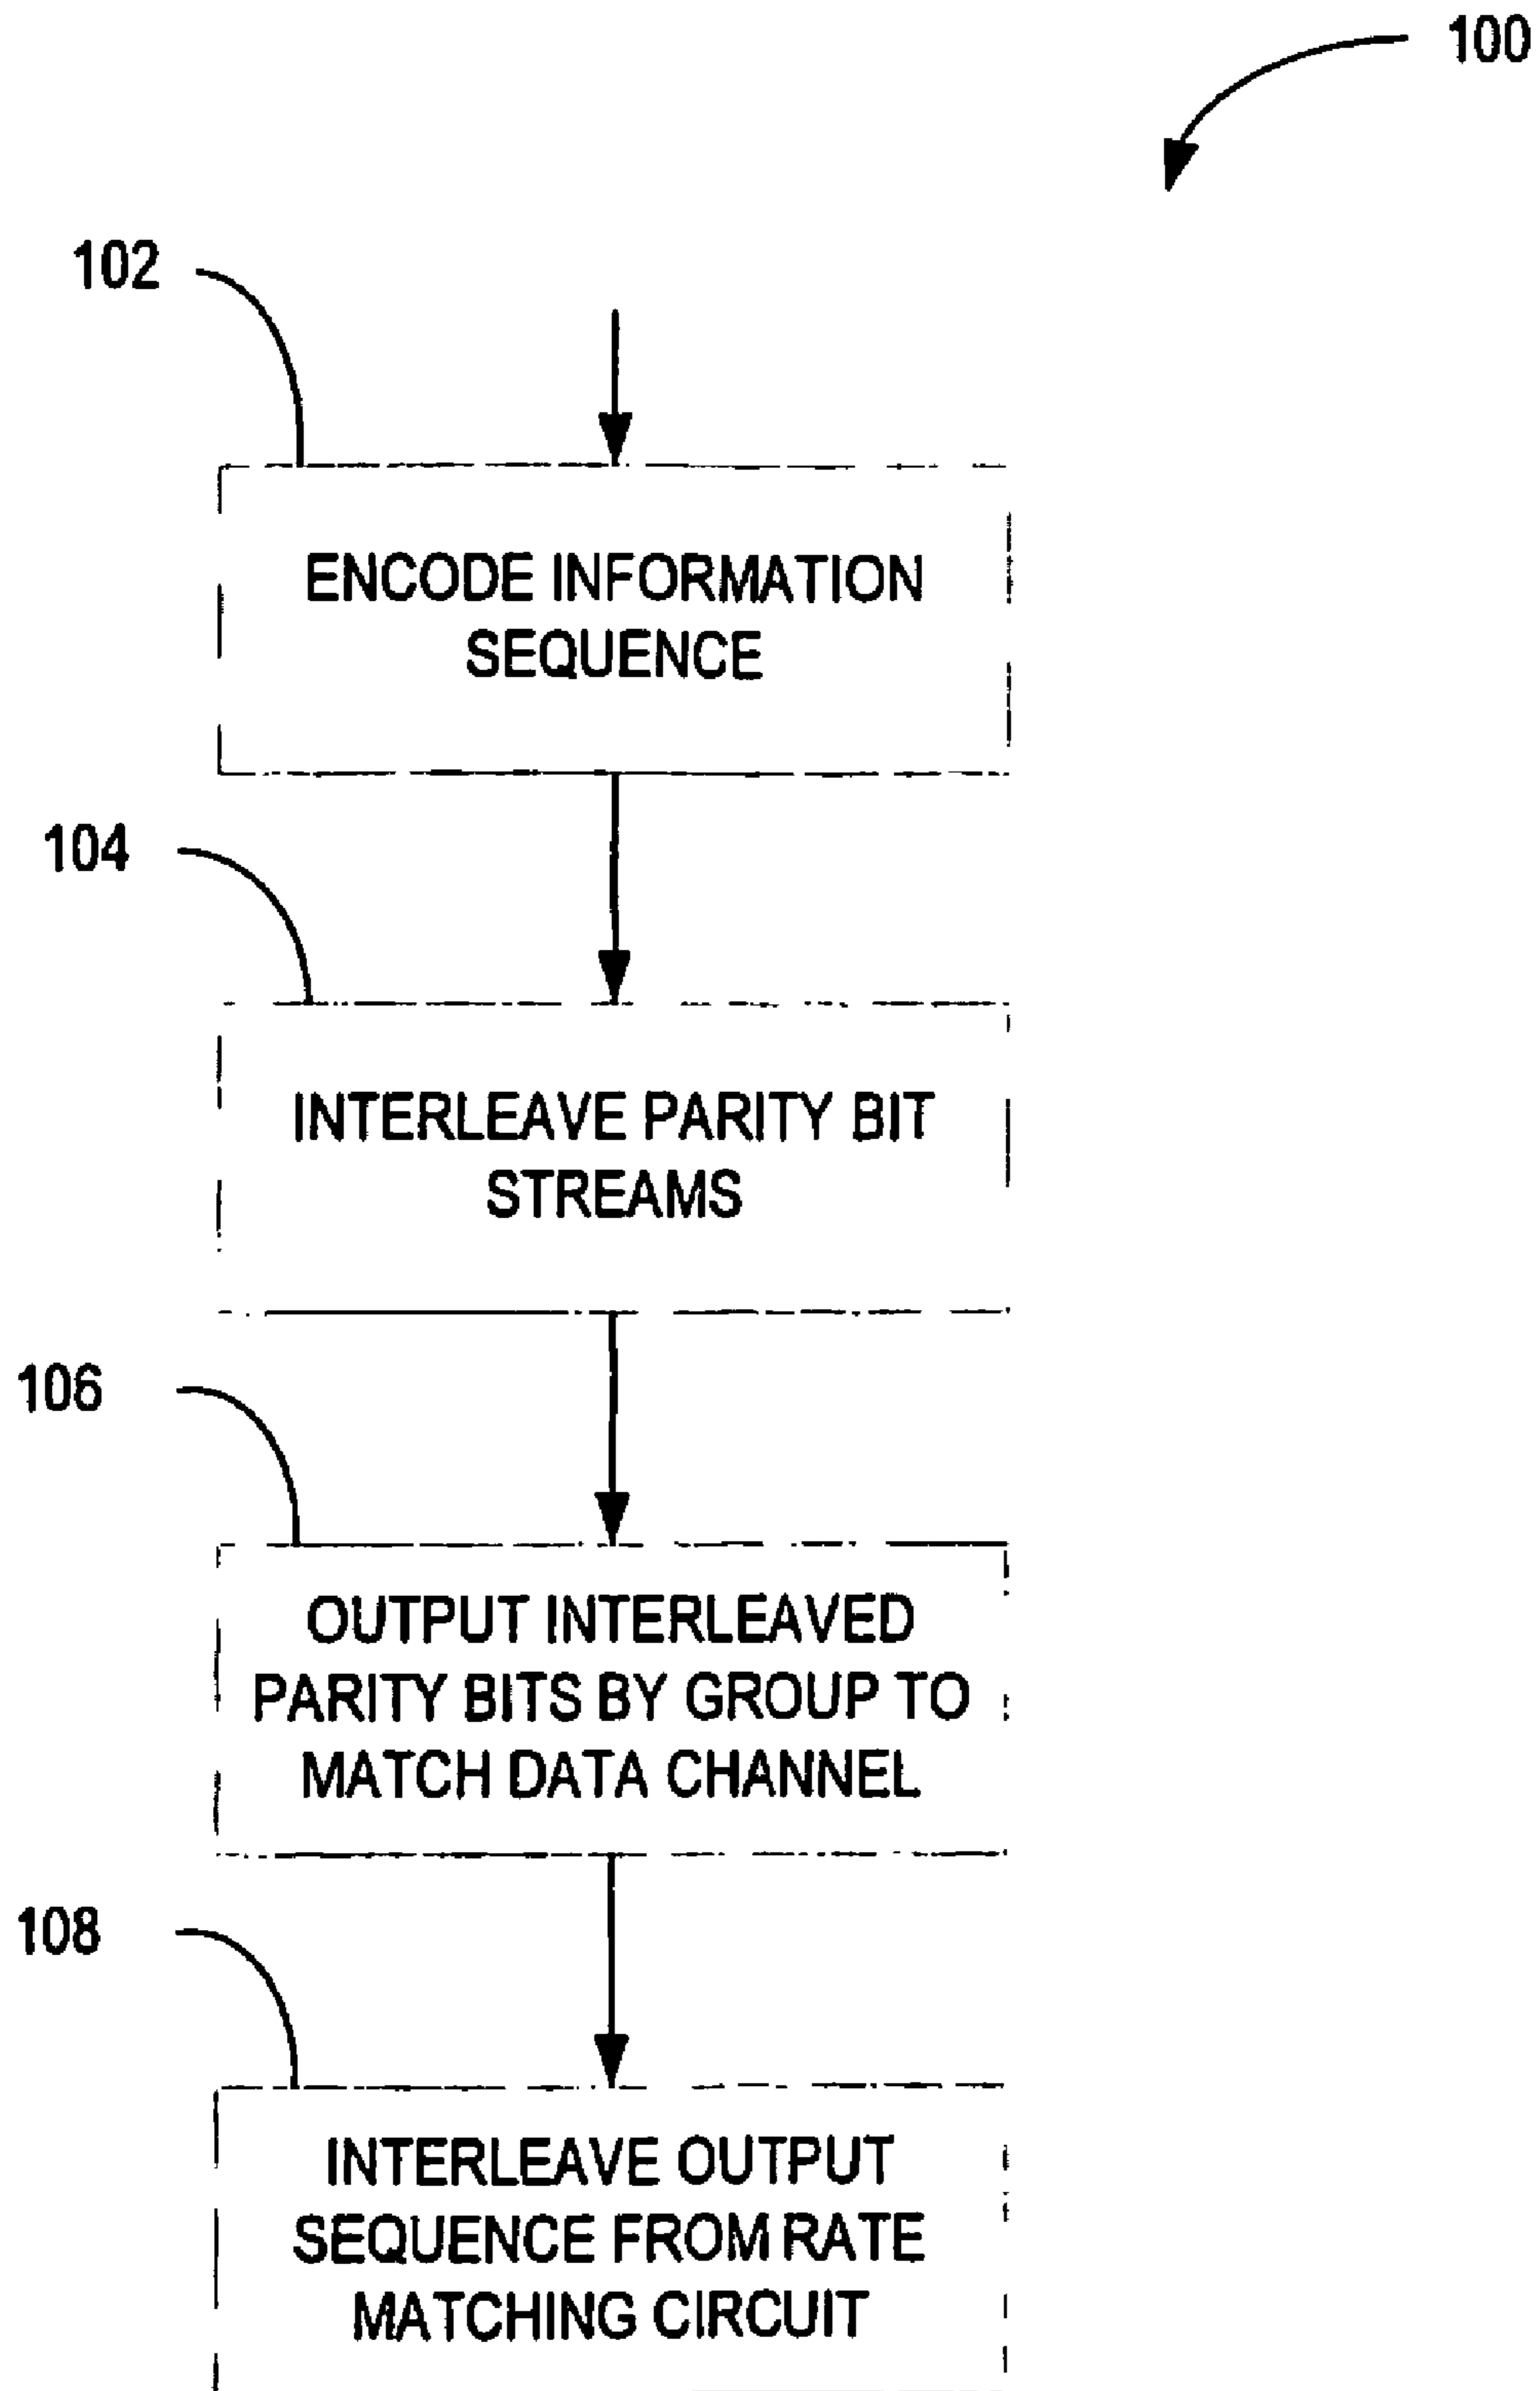 100
102
ENCODE INFORMATION
SEQUENCE
104
INTERLEAVE PARITY BIT
STREAMS
106
OUTPUT INTERLEAVED
PARITY BITS BY GROUP TO
MATCH DATA CHANNEL
108
INTERLEAVE OUTPUT
SEQUENCE FROM RATE
MATCHING CIRCUIT